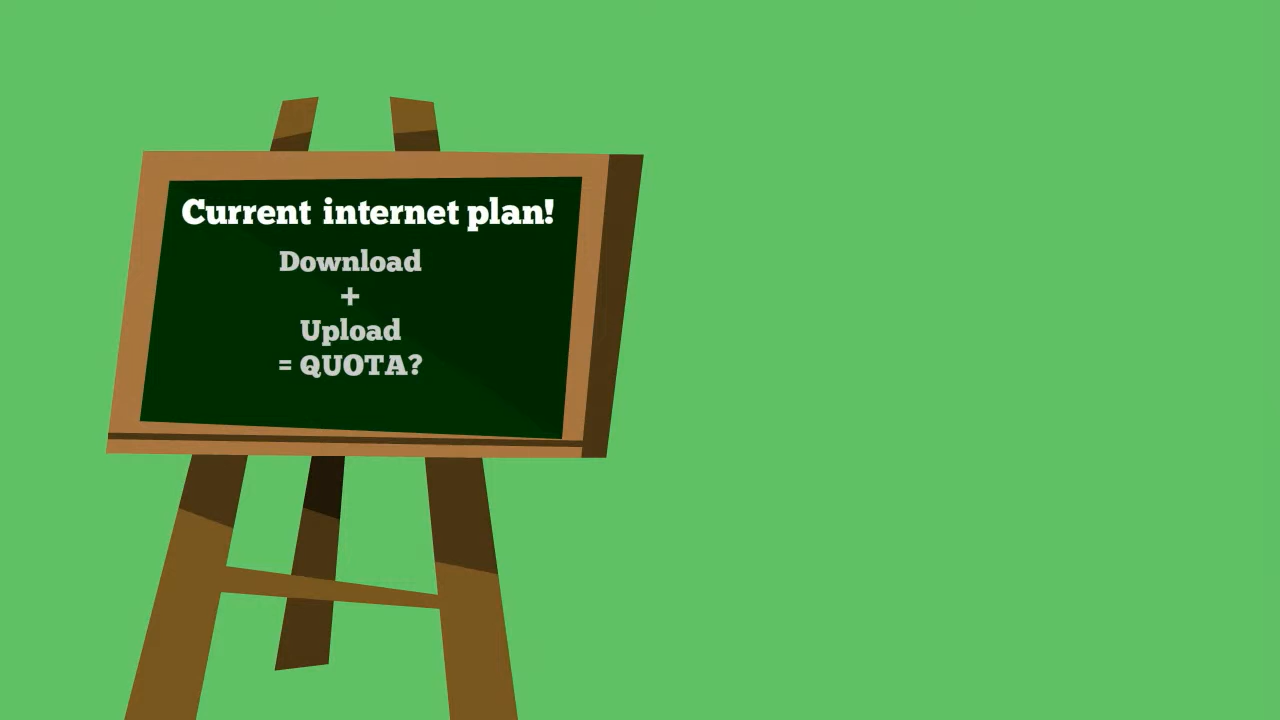 Current internet plan!
Download
+
Upload
= QUOTA?